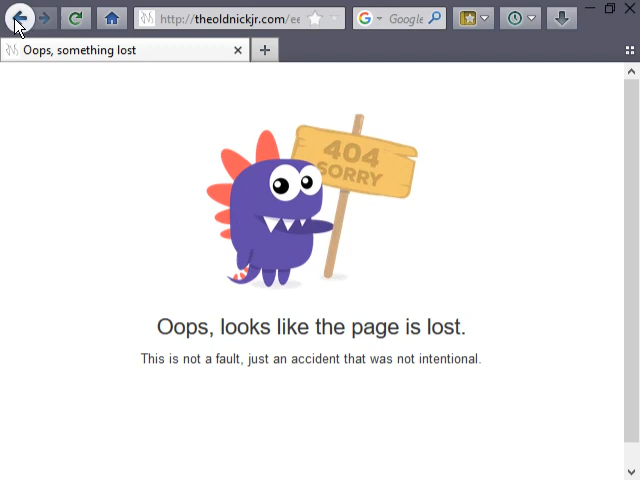 http://theoldnickjr.com/ee
Google
Oops, something lost
404
SORRY
Oops, looks like the page is lost.
This is not a fault, just an accident that was not intentional.